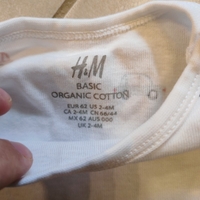 H&M
BASIC
ORGANIC COTTON
EUR 62 US 2-4M
CA 2-4M CN 66/44
MX 62 AUS 000
UK 2-4M